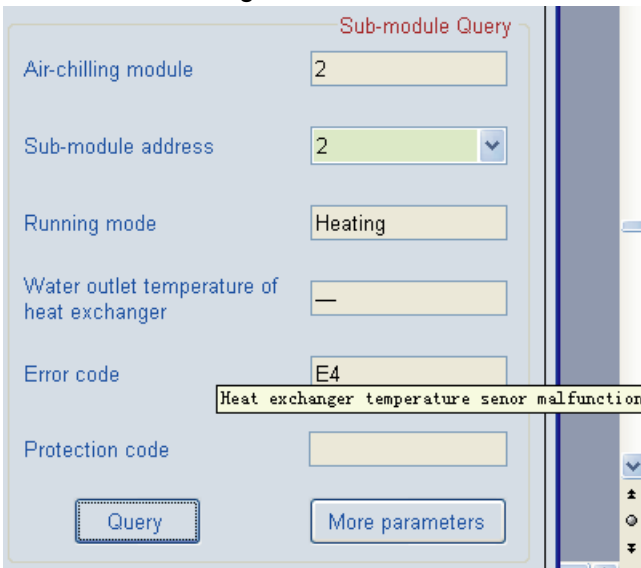 Sub-module Query
Air-chilling module 2
Sub-module address 2
Running mode Heating
Water outlet temperature of
heat exchanger —
Error code E4
Heat exchanger temperature senor malfunction
Protection code
Query More parameters